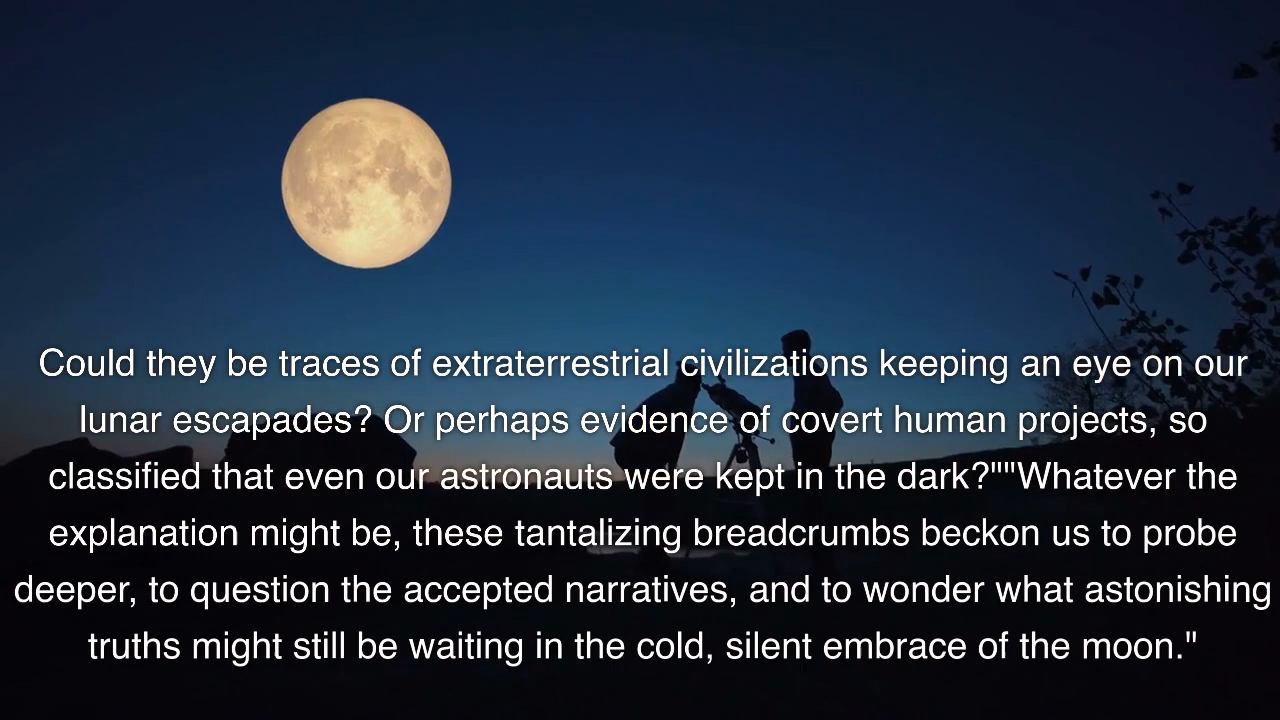 Could they be traces of extraterrestrial civilizations keeping an eye on our
lunar escapades? Or perhaps evidence of covert human projects, so
classified that even our astronauts were kept in the dark?""Whatever the
explanation might be, these tantalizing breadcrumbs beckon us to probe
deeper, to question the accepted narratives, and to wonder what astonishing
truths might still be waiting in the cold, silent embrace of the moon."